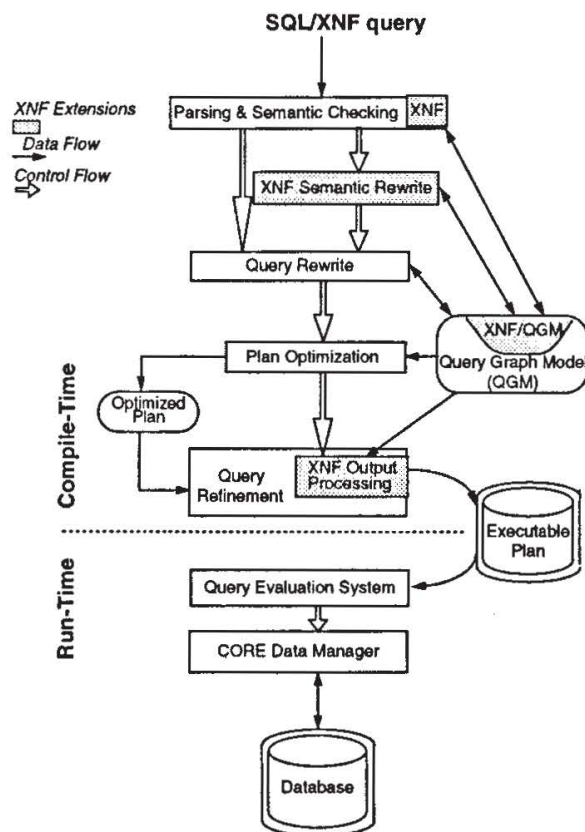 SQL/XNF query
XNF Extensions
Data Flow
Control Flow
Parsing & Semantic Checking
XNF
XNF Semantic Rewrite
Query Rewrite
XNF/QGM
Query Graph Model
(QGM)
Plan Optimization
Optimized
Plan
Compile-Time
Query
Refinement
XNF Output
Processing
Executable
Plan
Run-Time
Query Evaluation System
CORE Data Manager
Database